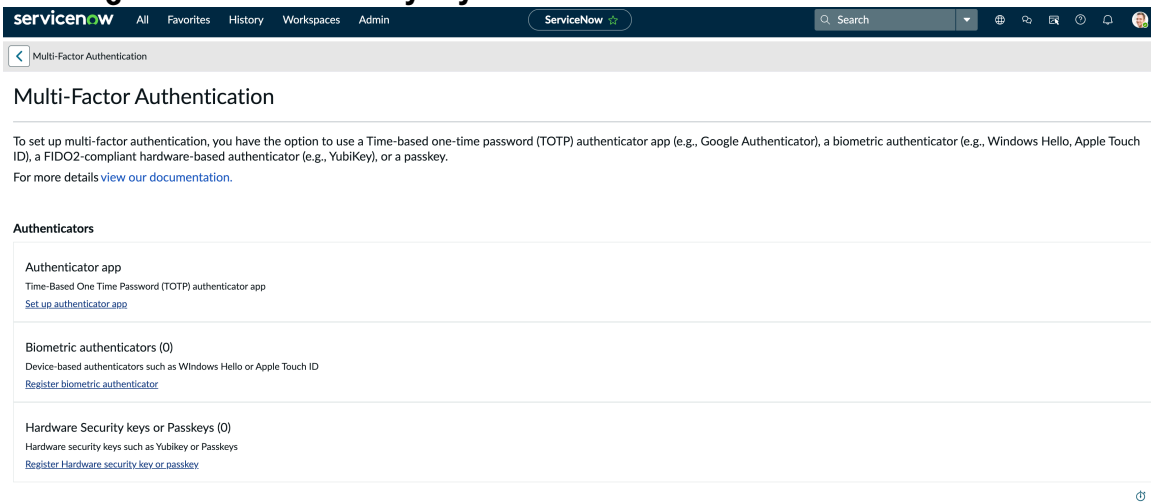 servicenow All Favorites History Workspaces Admin ServiceNow Search
Multi-Factor Authentication
Multi-Factor Authentication
To set up multi-factor authentication, you have the option to use a Time-based one-time password (TOTP) authenticator app (e.g., Google Authenticator), a biometric authenticator (e.g., Windows Hello, Apple Touch
ID), a FIDO2-compliant hardware-based authenticator (e.g., YubiKey), or a passkey.
For more details view our documentation.
Authenticators
Authenticator app
Time-Based One Time Password (TOTP) authenticator app
Set up authenticator app
Biometric authenticators (0)
Device-based authenticators such as WIndows Hello or Apple Touch ID
Register biometric authenticator
Hardware Security keys or Passkeys (0)
Hardware security keys such as Yubikey or Passkeys
Register Hardware security key or passkey